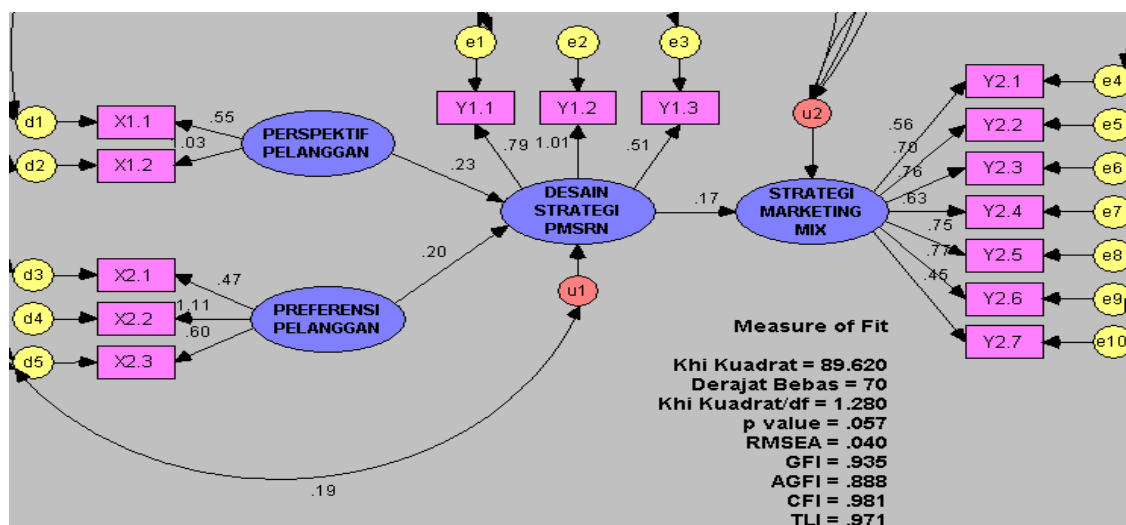 e1
e2
e3
Y1.1
Y1.2
Y1.3
d1
X1.1
.55
d2
X1.2
1.03
PERSPEKTIF
PELANGGAN
.23
.79
1.01
.51
DESAIN
STRATEGI
PMSRN
.17
u2
STRATEGI
MARKETING
MIX
.56
.70
.76
.63
.75
.77
.45
Y2.1
e4
Y2.2
e5
Y2.3
e6
Y2.4
e7
Y2.5
e8
Y2.6
e9
Y2.7
e10
d3
X2.1
.47
d4
X2.2
1.11
d5
X2.3
.60
PREFERENSI
PELANGGAN
.20
u1
.19
Measure of Fit
Khi Kuadrat = 89.620
Derajat Bebas = 70
Khi Kuadrat/df = 1.280
p value = .057
RMSEA = .040
GFI = .935
AGFI = .888
CFI = .981
TLI = .971